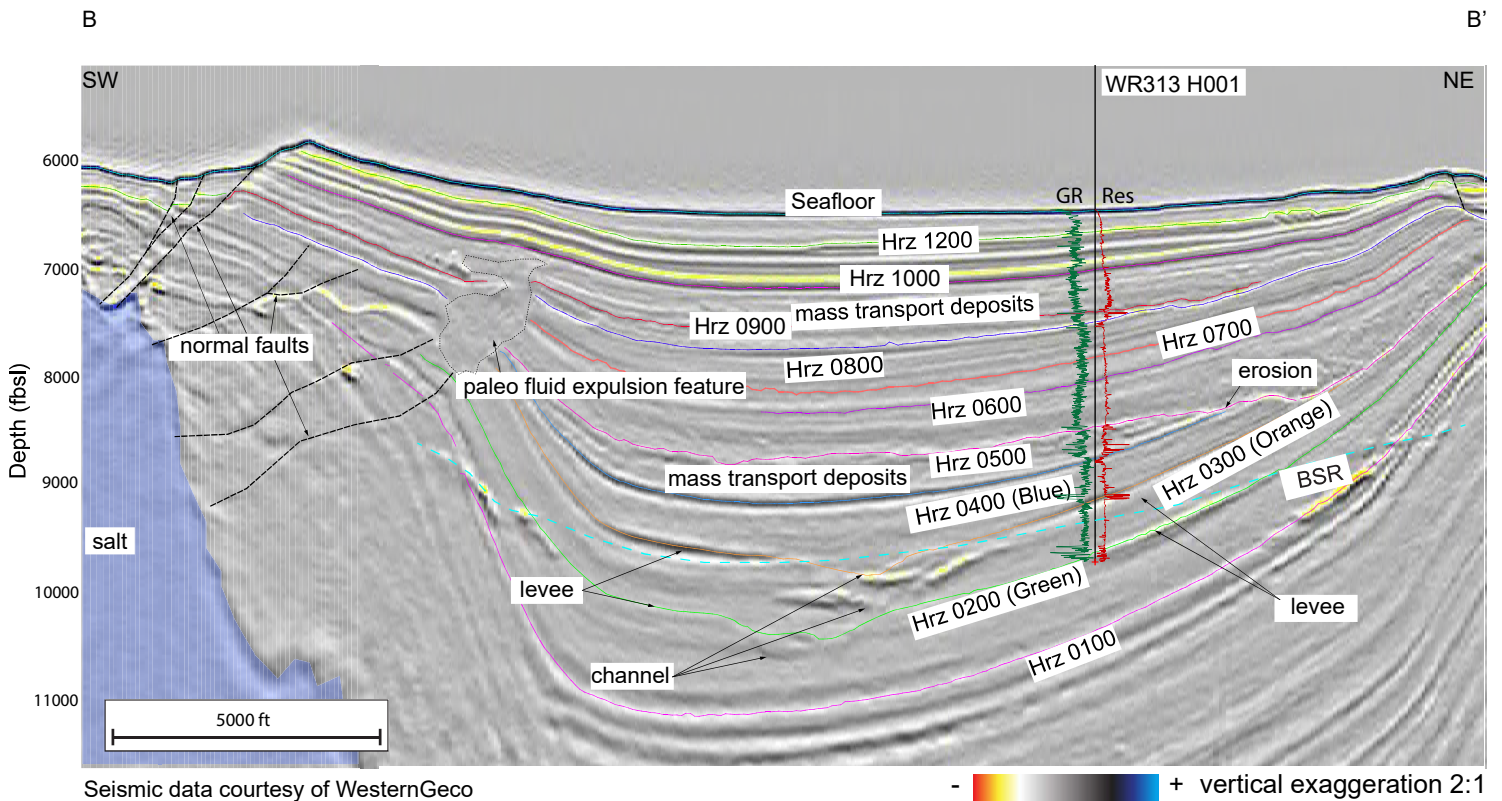 B
B'
SW
WR313 H001
NE
6000
GR
Res
Seafloor
Hrz 1200
7000
Hrz 1000
mass transport deposits
Hrz 0900
Hrz 0700
normal faults
Hrz 0800
erosion
8000
paleo fluid expulsion feature
Depth (fbsl)
Hrz 0600
Hrz 0500
Hrz 0300 (Orange)
mass transport deposits
9000
Hrz 0400 (Blue)
BSR
salt
levee
10000
Hrz 0200 (Green)
levee
channel
Hrz 0100
11000
5000 ft
Seismic data courtesy of WesternGeco
- + vertical exaggeration 2:1